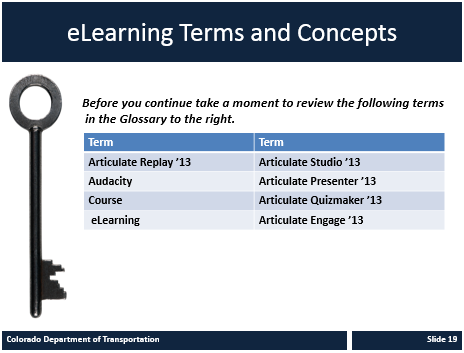 eLearning Terms and Concepts
Before you continue take a moment to review the following terms
in the Glossary to the right.
Term Term
Articulate Replay ’13 Articulate Studio ’13
Audacity Articulate Presenter ’13
Course Articulate Quizmaker ’13
eLearning Articulate Engage ’13
Colorado Department of Transportation Slide 19